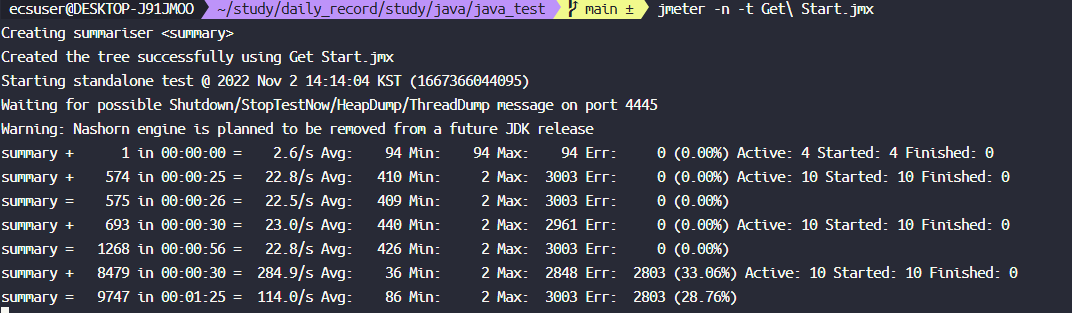 ecsuser@DESKTOP-J91JMOO ~/study/daily_record/study/java/java_test main ± jmeter -n -t Get\ Start.jmx
Creating summariser <summary>
Created the tree successfully using Get Start.jmx
Starting standalone test @ 2022 Nov 2 14:14:04 KST (1667366044095)
Waiting for possible Shutdown/StopTestNow/HeapDump/ThreadDump message on port 4445
Warning: Nashorn engine is planned to be removed from a future JDK release
summary +      1 in 00:00:00 =    2.6/s Avg:    94 Min:    94 Max:    94 Err:     0 (0.00%) Active: 4 Started: 4 Finished: 0
summary +    574 in 00:00:25 =   22.8/s Avg:   410 Min:     2 Max:  3003 Err:     0 (0.00%) Active: 10 Started: 10 Finished: 0
summary =    575 in 00:00:26 =   22.5/s Avg:   409 Min:     2 Max:  3003 Err:     0 (0.00%)
summary +    693 in 00:00:30 =   23.0/s Avg:   440 Min:     2 Max:  2961 Err:     0 (0.00%) Active: 10 Started: 10 Finished: 0
summary =   1268 in 00:00:56 =   22.8/s Avg:   426 Min:     2 Max:  3003 Err:     0 (0.00%)
summary +   8479 in 00:00:30 =  284.9/s Avg:    36 Min:     2 Max:  2848 Err:  2803 (33.06%) Active: 10 Started: 10 Finished: 0
summary =   9747 in 00:01:25 =  114.0/s Avg:    86 Min:     2 Max:  3003 Err:  2803 (28.76%)